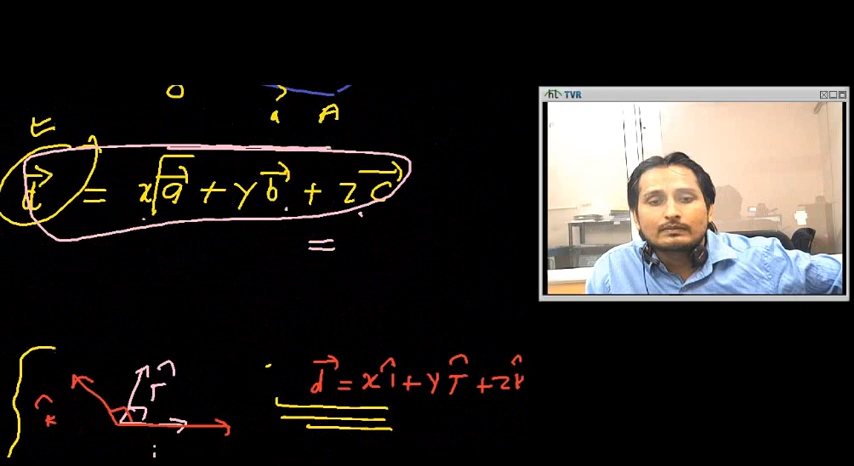 TVR
O a⃗ A
t
d⃗ = x a⃗ + y b⃗ + z c⃗
=
ĵ
k̂
i
d⃗ = x î + y ĵ + z k̂